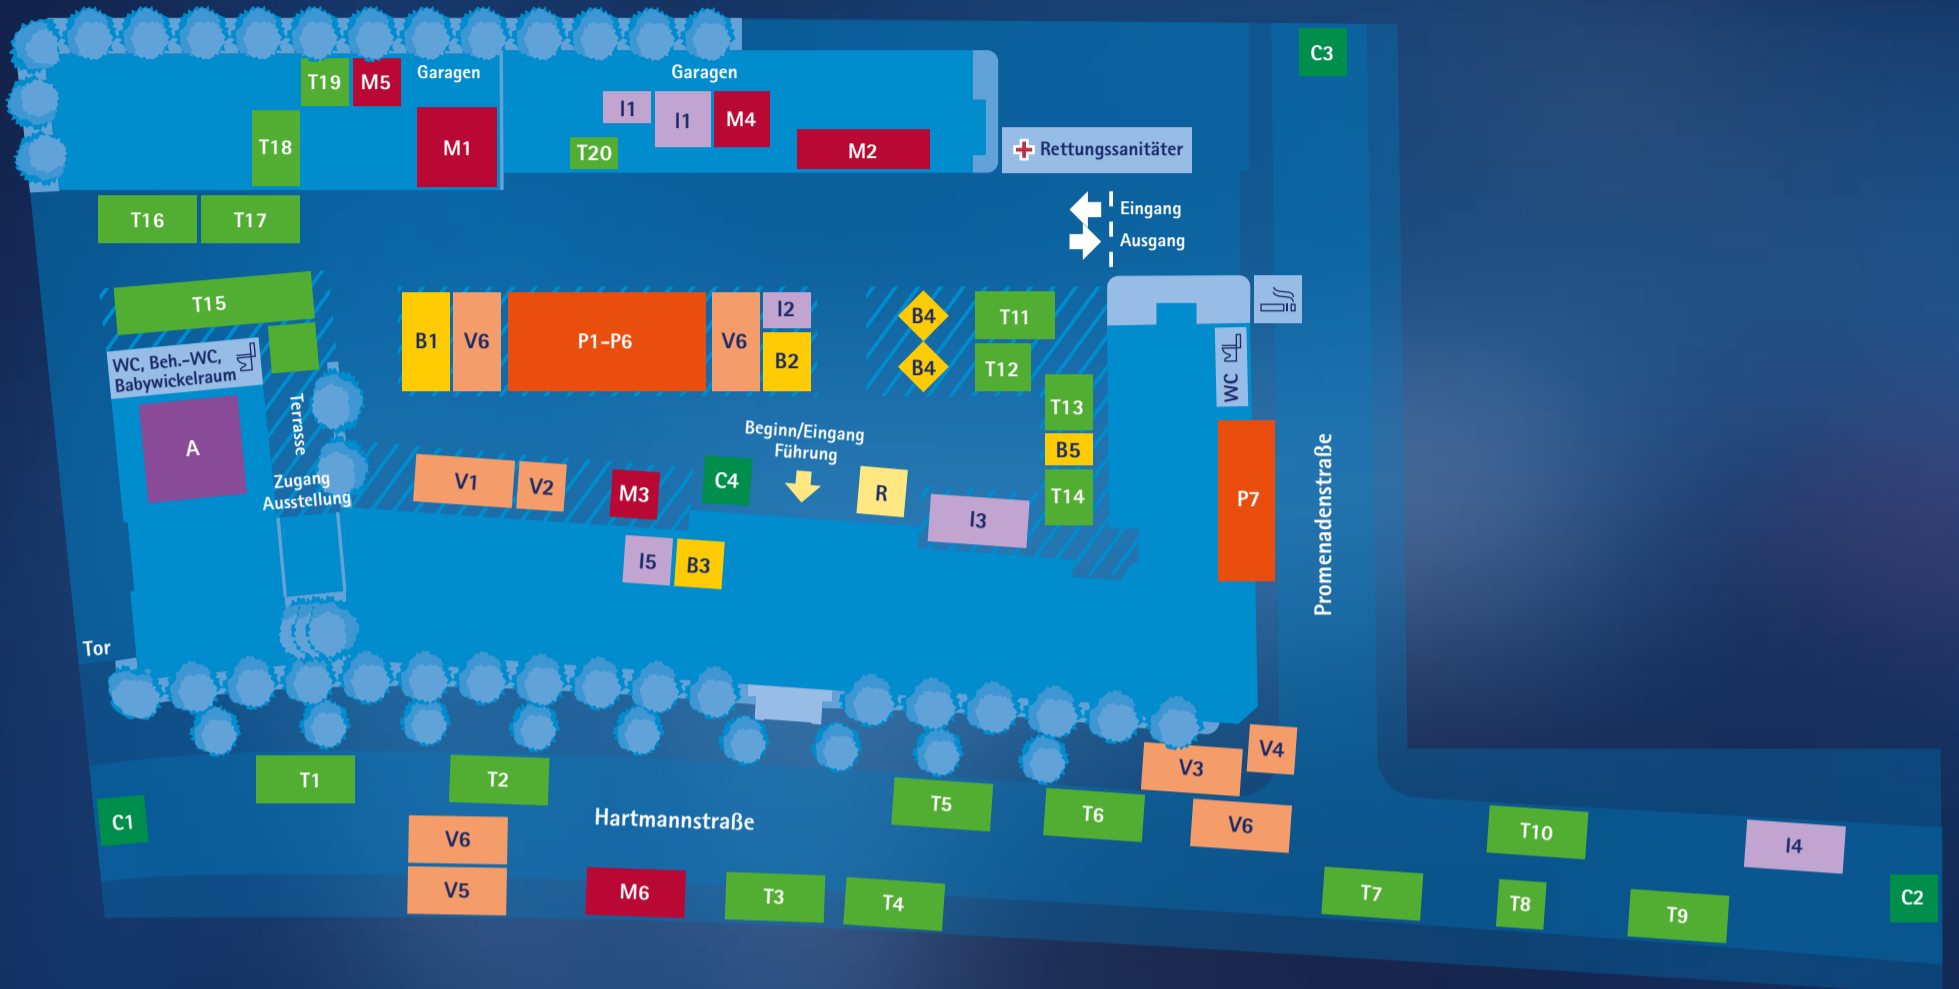 C3
T19
M5
Garagen
Garagen
I1
I1
M4
T18
M1
T20
M2
Rettungssanitäter
T16
T17
Eingang
Ausgang
T15
B1
V6
P1-P6
V6
I2
B2
B4
B4
T11
T12
WC, Beh.-WC,
Babywickelraum
WC
A
Terrasse
T13
B5
T14
Beginn/Eingang
Führung
Zugang
Ausstellung
V1
V2
M3
C4
R
I3
P7
Promenadenstraße
I5
B3
Tor
V4
V3
T1
T2
T5
T6
V6
C1
Hartmannstraße
V6
V5
M6
T3
T4
T10
I4
T7
T8
T9
C2